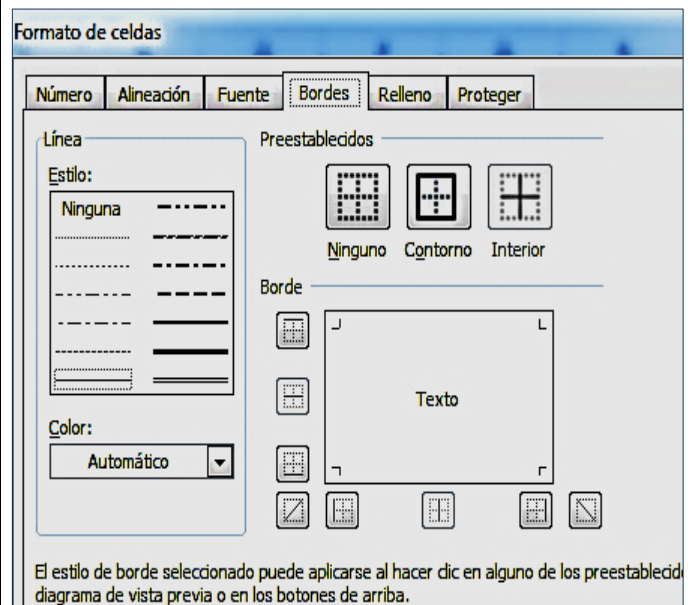 Formato de celdas
Número Alineación Fuente Bordes Relleno Proteger
Línea
Estilo:
Ninguna
Color:
Automático
Preestablecidos
Ninguno Contorno Interior
Borde
Texto
El estilo de borde seleccionado puede aplicarse al hacer clic en alguno de los
diagrama de vista previa o en los botones de arriba.